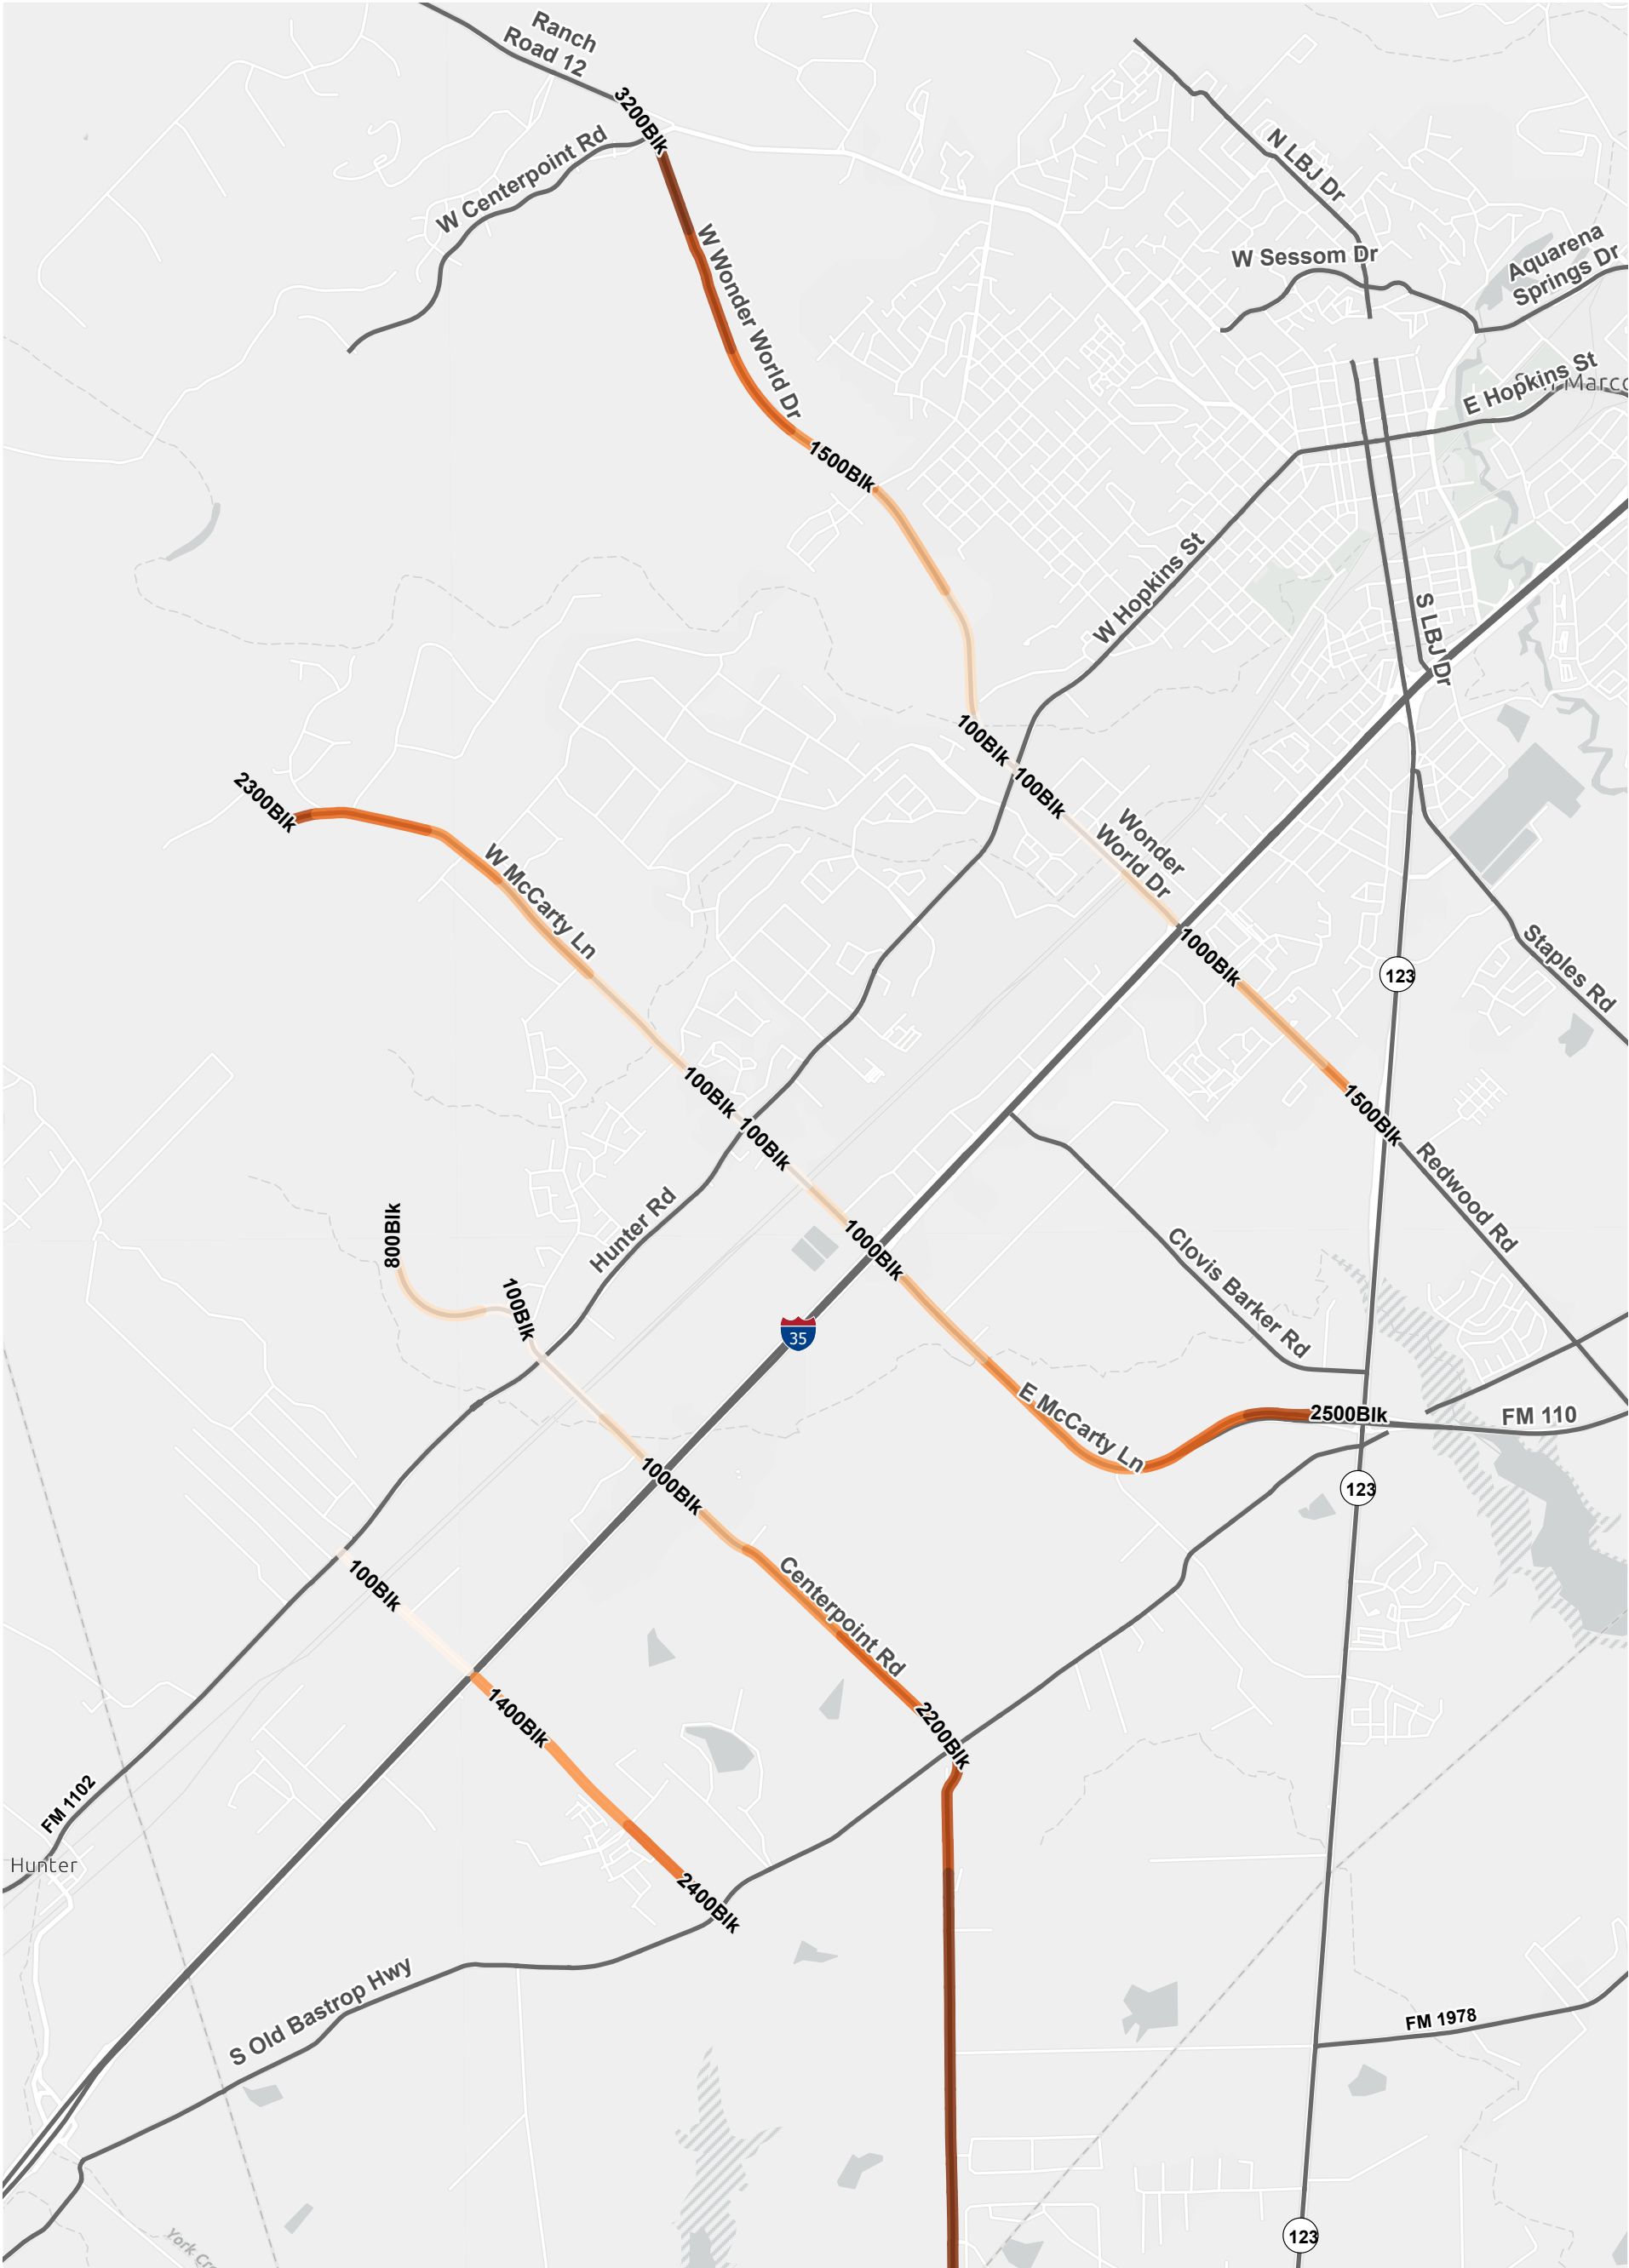 Ranch
Road 12
3200Blk
W Centerpoint Rd
N LBJ Dr
W Sessom Dr
Aquarena
Springs Dr
W Wonder World Dr
E Hopkins St
1500Blk
W Hopkins St
S LBJ Dr
100Blk
100Blk
2300Blk
Wonder
World Dr
W McCarty Ln
1000Blk
Staples Rd
123
100Blk
100Blk
1500Blk
Redwood Rd
800Blk
Hunter Rd
1000Blk
Clovis Barker Rd
100Blk
35
E McCarty Ln
2500Blk
FM 110
1000Blk
123
100Blk
Centerpoint Rd
1400Blk
2200Blk
FM 1102
Hunter
2400Blk
S Old Bastrop Hwy
FM 1978
York
123